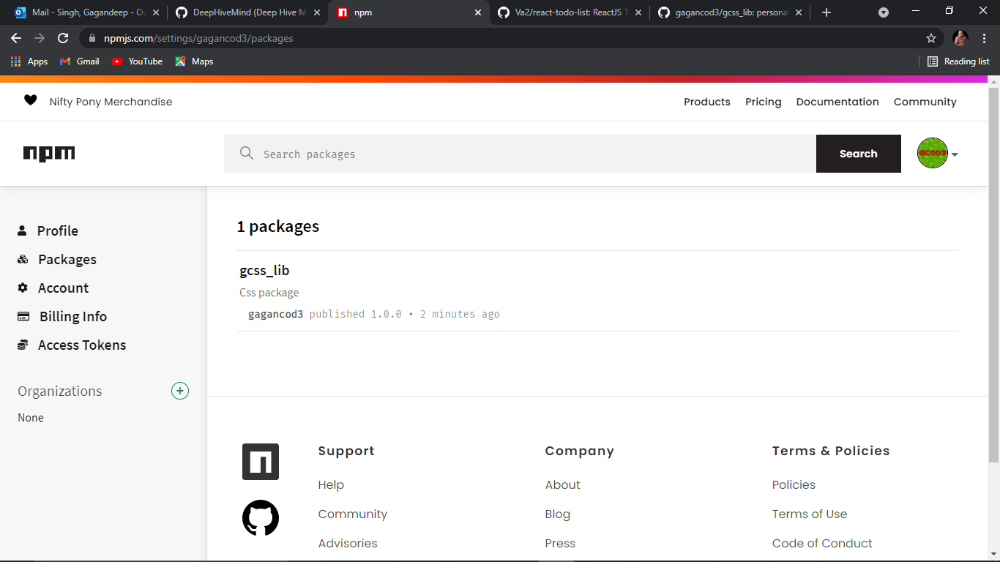 Mail - Singh, Gagandeep - Ou
DeepHiveMind (Deep Hive M
npm
Va2/react-todo-list: ReactJS T
gagancod3/gcss_lib: persona
npmjs.com/settings/gagancod3/packages
Apps Gmail YouTube Maps Reading list
Nifty Pony Merchandise Products Pricing Documentation Community
npm Search packages Search GCOD3
Profile
Packages
Account
Billing Info
Access Tokens
Organizations
None
1 packages
gcss_lib
Css package
gagancod3 published 1.0.0 • 2 minutes ago
Support
Help
Community
Advisories
Company
About
Blog
Press
Terms & Policies
Policies
Terms of Use
Code of Conduct